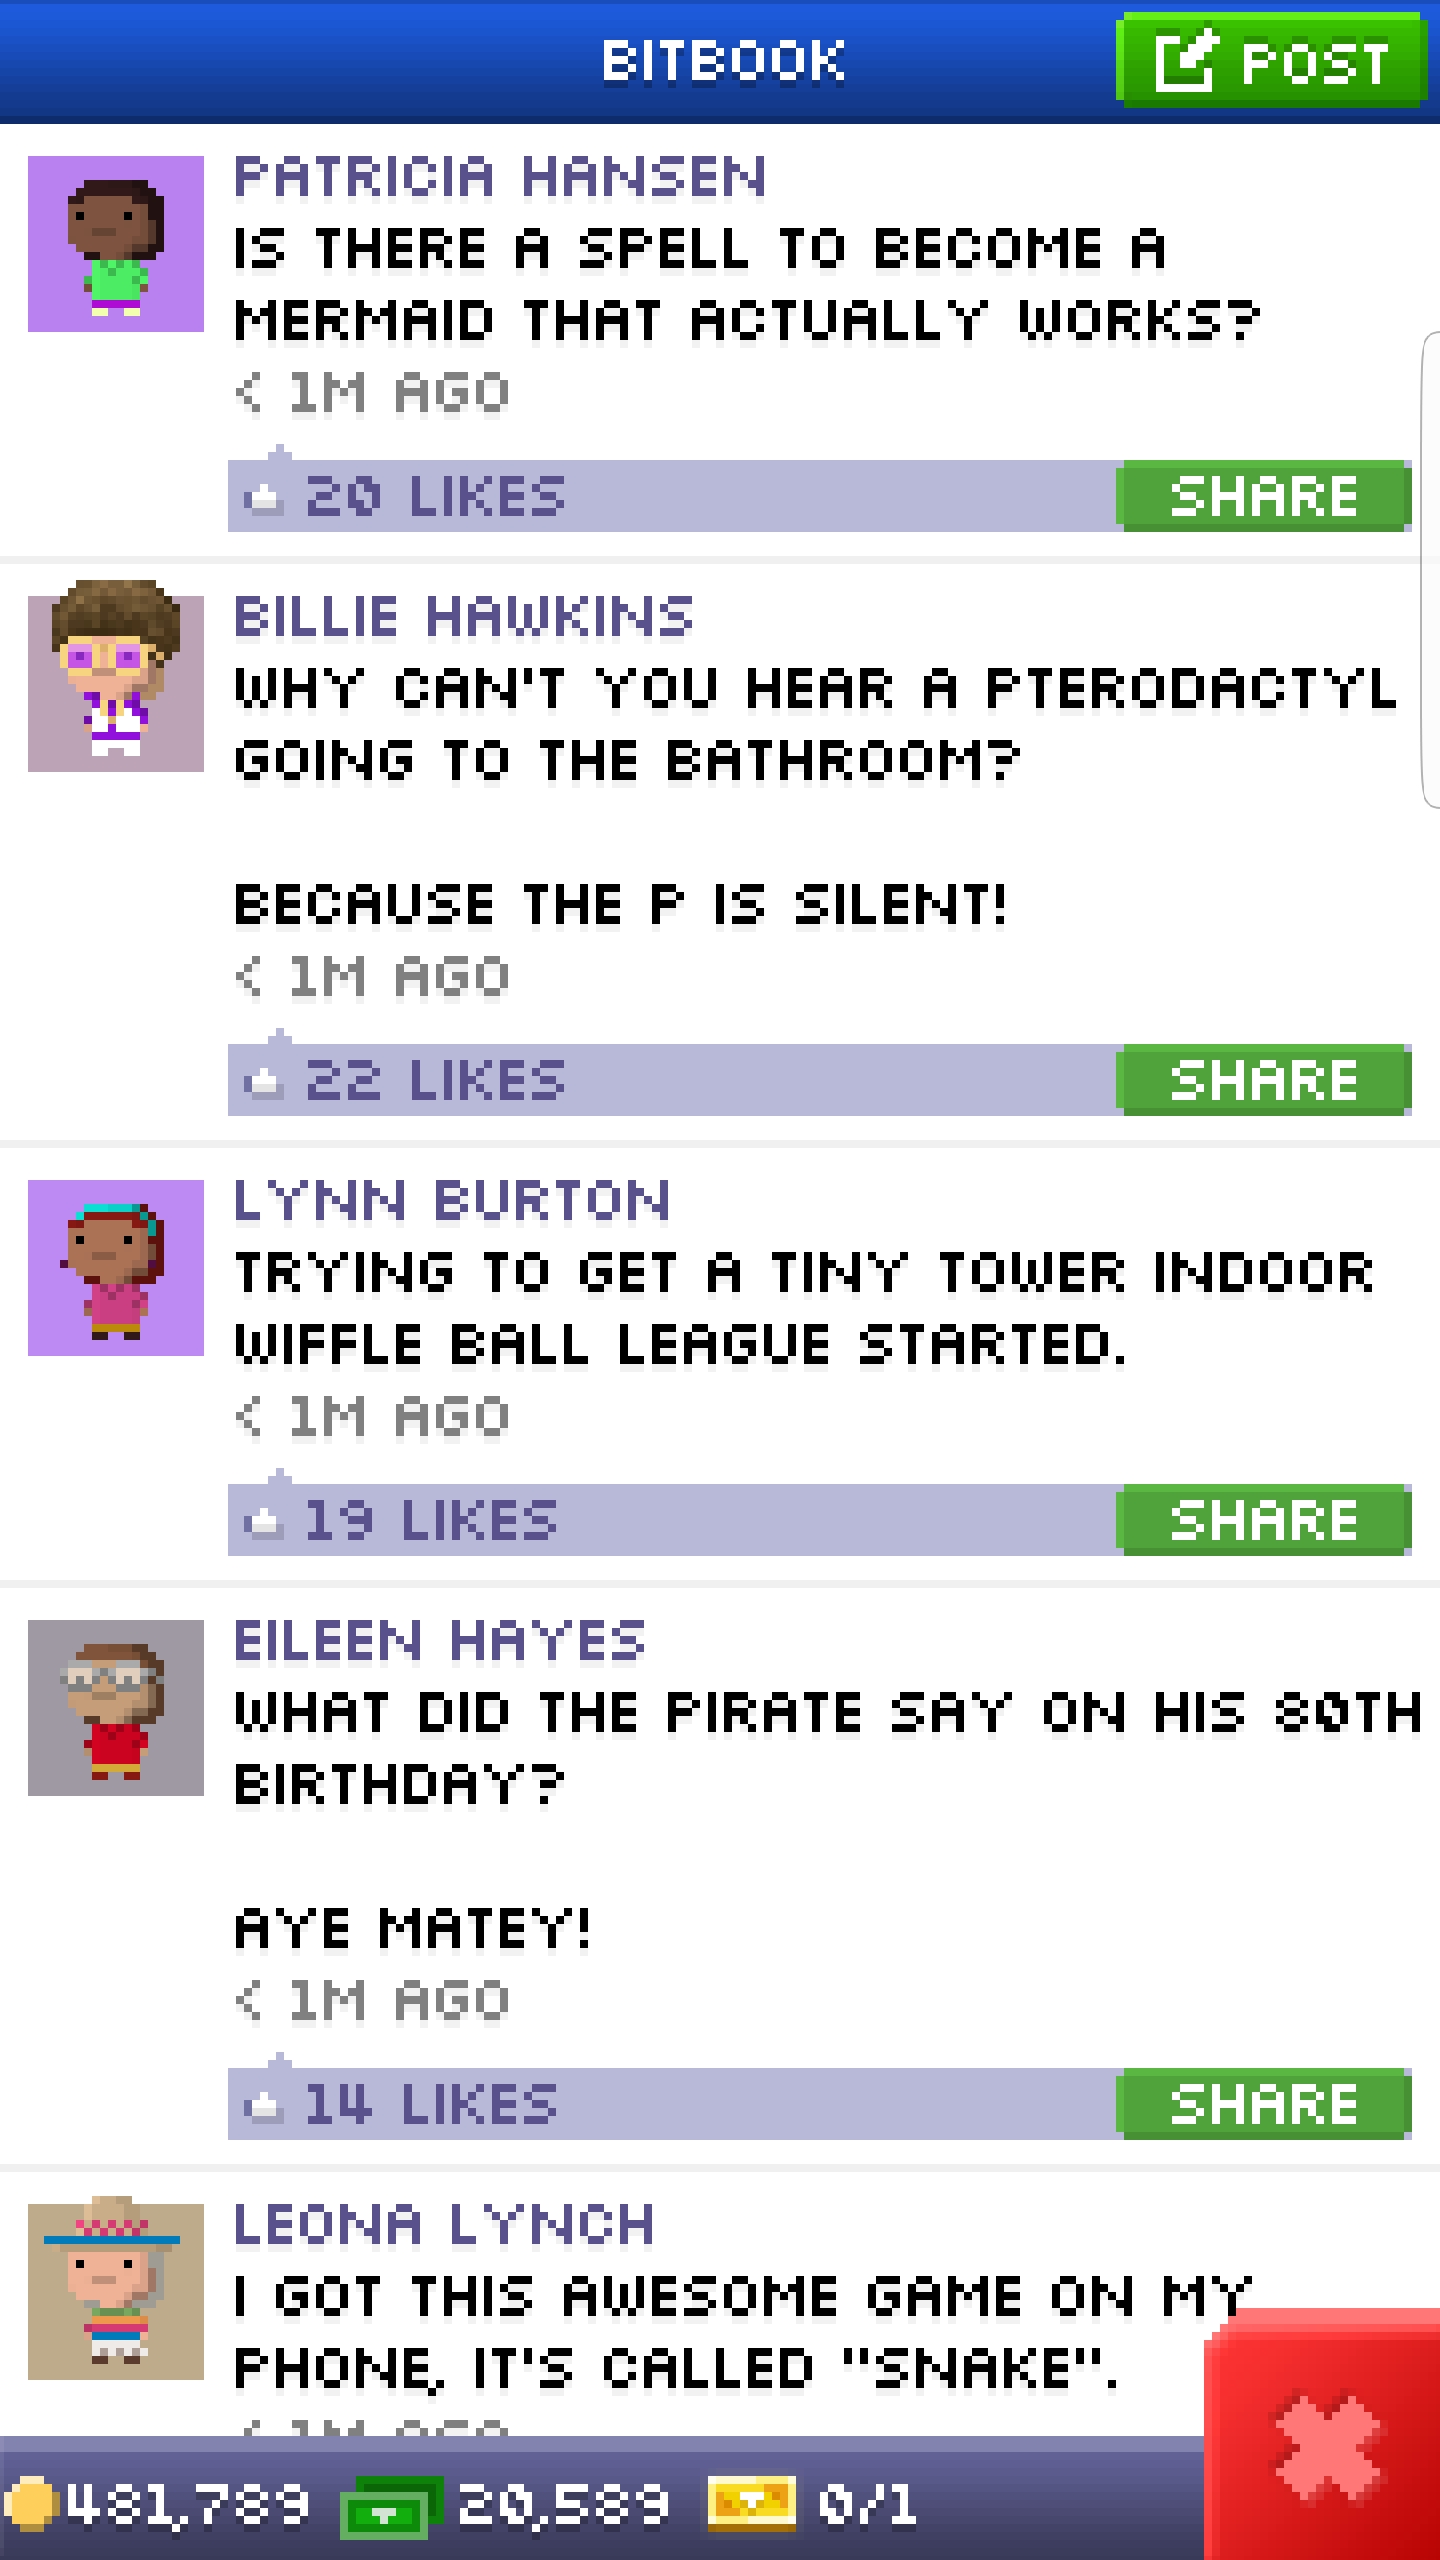 BITBOOK
POST
PATRICIA HANSEN
IS THERE A SPELL TO BECOME A
MERMAID THAT ACTUALLY WORKS?
< 1M AGO
20 LIKES
SHARE
BILLIE HAWKINS
WHY CAN'T YOU HEAR A PTERODACTYL
GOING TO THE BATHROOM?
BECAUSE THE P IS SILENT!
< 1M AGO
22 LIKES
SHARE
LYNN BURTON
TRYING TO GET A TINY TOWER INDOOR
WIFFLE BALL LEAGUE STARTED.
< 1M AGO
19 LIKES
SHARE
EILEEN HAYES
WHAT DID THE PIRATE SAY ON HIS 80TH
BIRTHDAY?
AYE MATEY!
< 1M AGO
14 LIKES
SHARE
LEONA LYNCH
I GOT THIS AWESOME GAME ON MY
PHONE, IT'S CALLED "SNAKE".
< 1M AGO
481,789
20,589
0/1